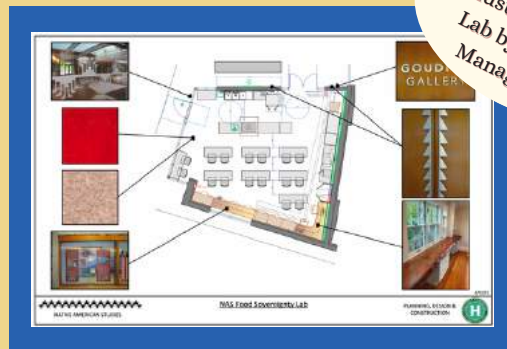 Lab by
Manag
GOUD
GALLER
NAS Food Sovereignty Lab
NATIVE AMERICAN STUDIES
PLANNING, DESIGN &
CONSTRUCTION
H